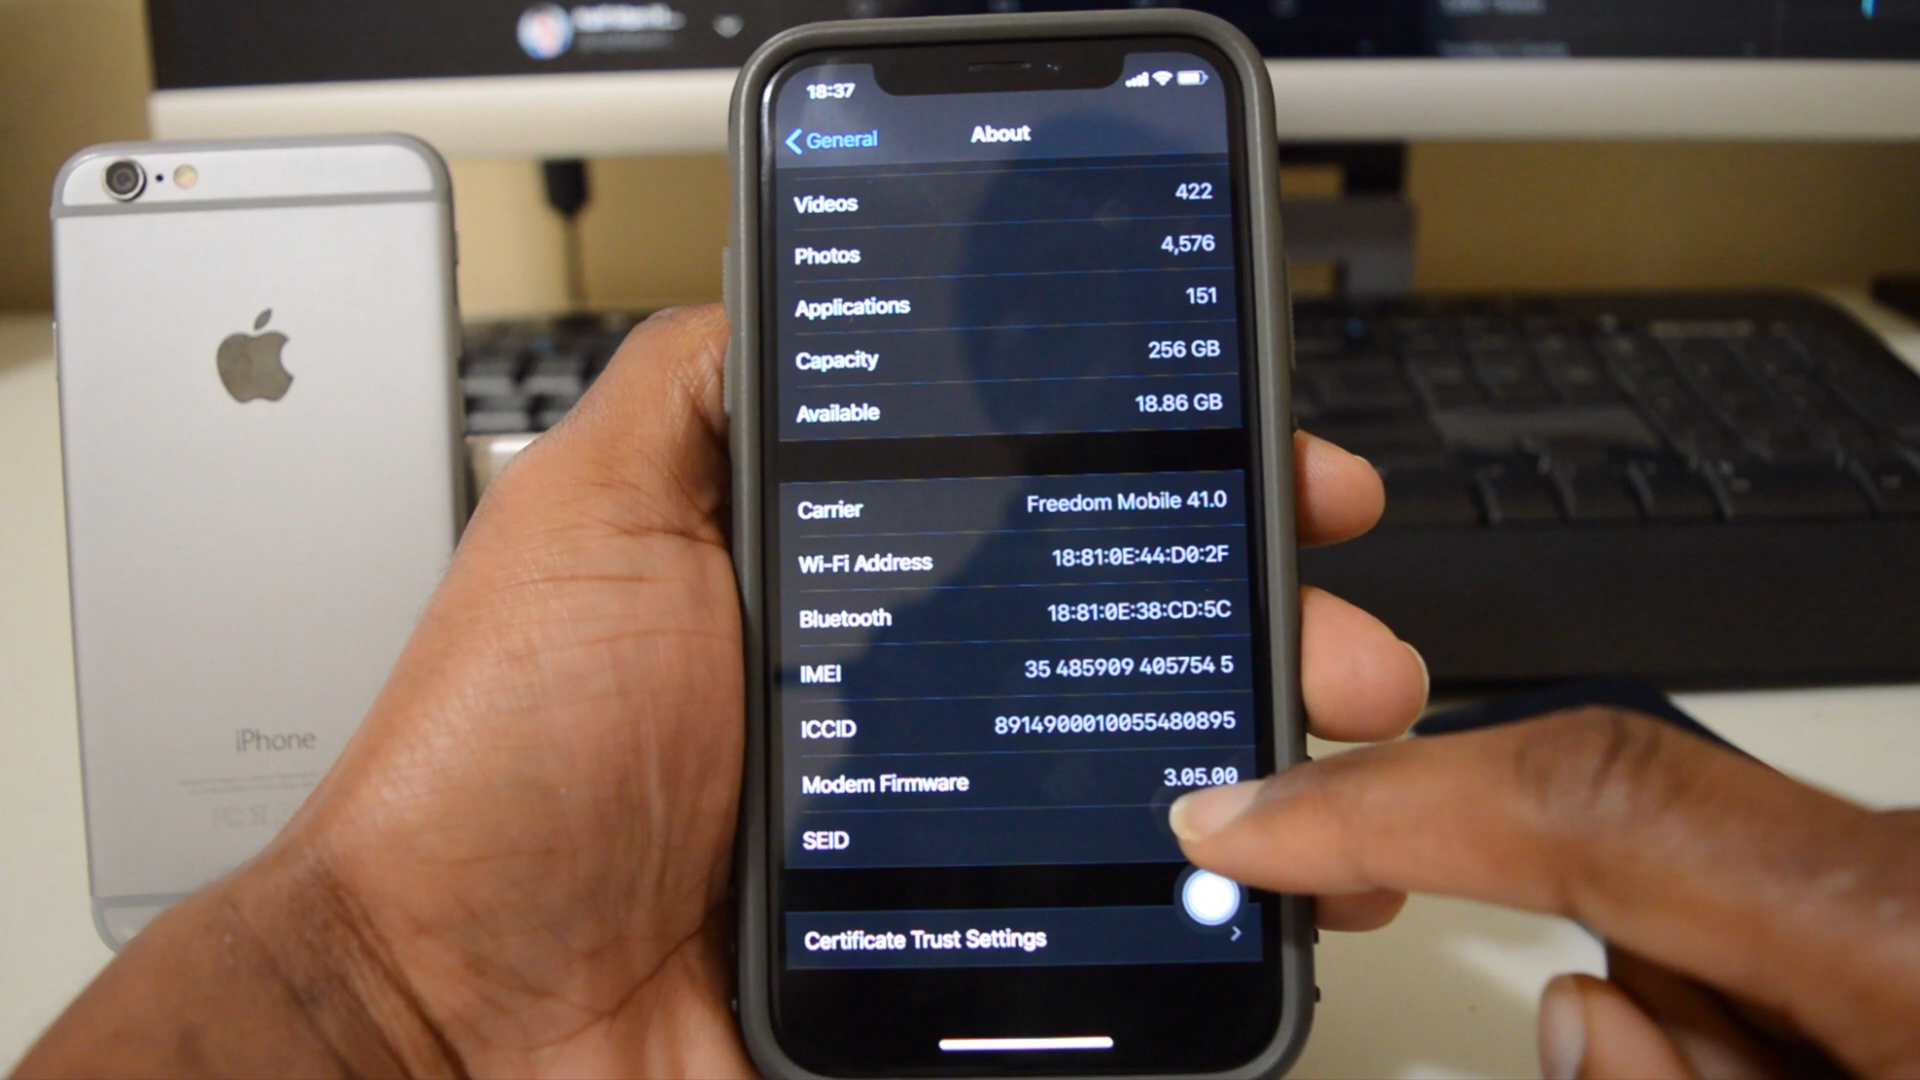 18:37
General
About
Videos 422
Photos 4,576
Applications 151
Capacity 256 GB
Available 18.86 GB
Carrier Freedom Mobile 41.0
Wi-Fi Address 18:81:0E:44:D0:2F
Bluetooth 18:81:0E:38:CD:5C
IMEI 35 485909 405754 5
ICCID 8914900010055480895
Modem Firmware 3.05.00
SEID
Certificate Trust Settings
iPhone